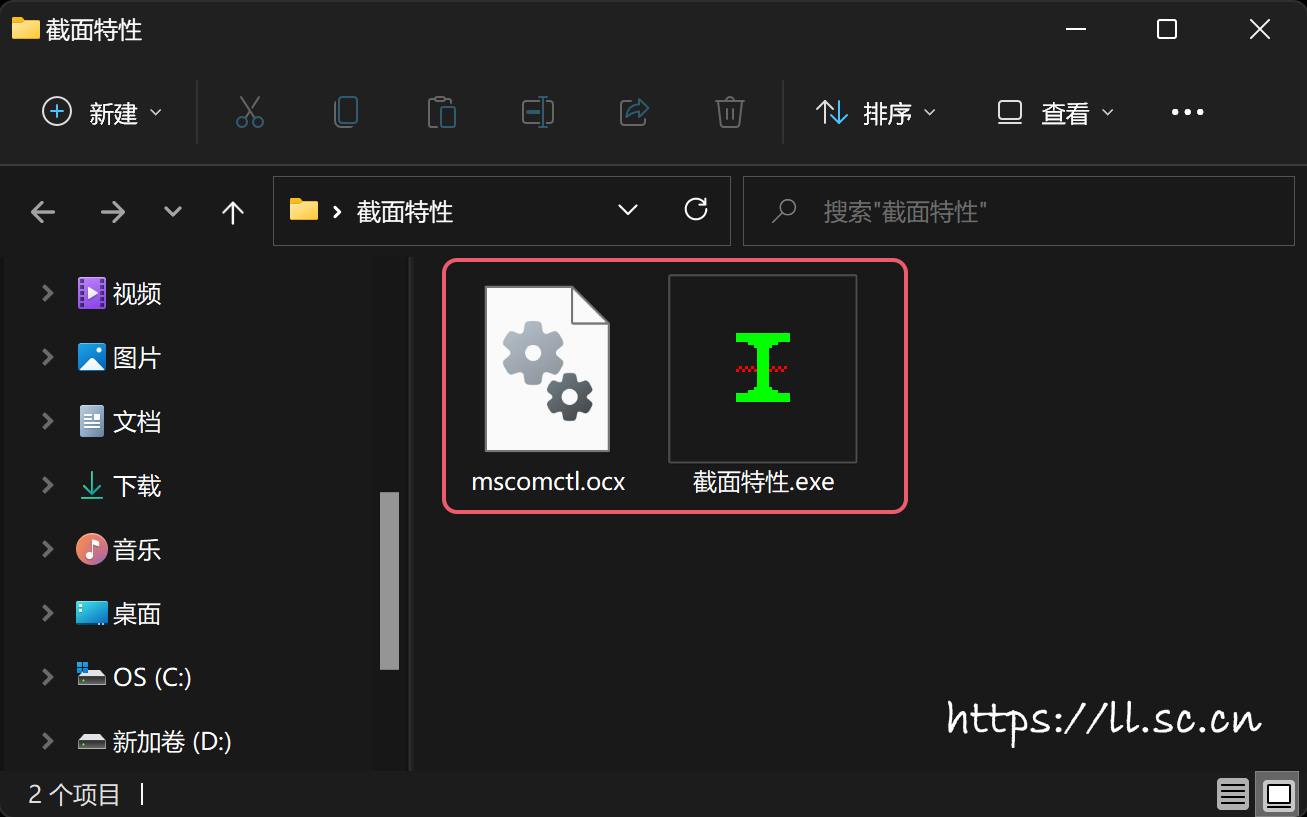 截面特性
新建
排序
查看
截面特性
搜索"截面特性"
视频
图片
文档
下载
音乐
桌面
OS (C:)
新加卷 (D:)
mscomctl.ocx
截面特性.exe
https://ll.sc.cn
2 个项目